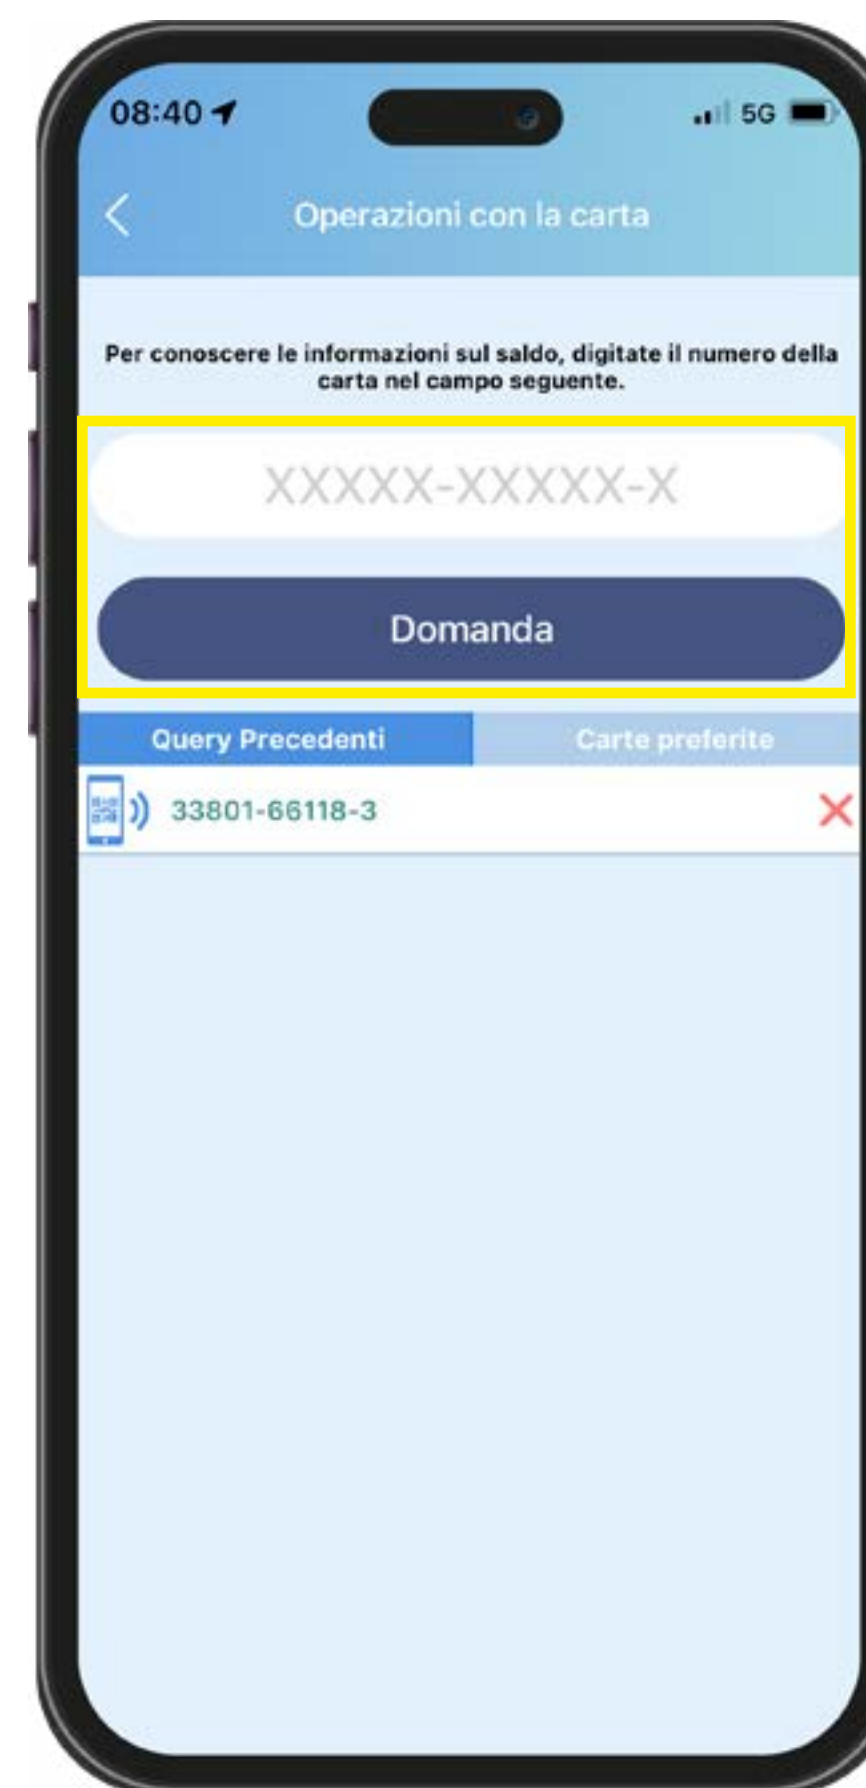 08:40
5G
Operazioni con la carta
Per conoscere le informazioni sul saldo, digitate il numero della
carta nel campo seguente.
XXXXX-XXXXX-X
Domanda
Query Precedenti
Carte preferite
33801-66118-3